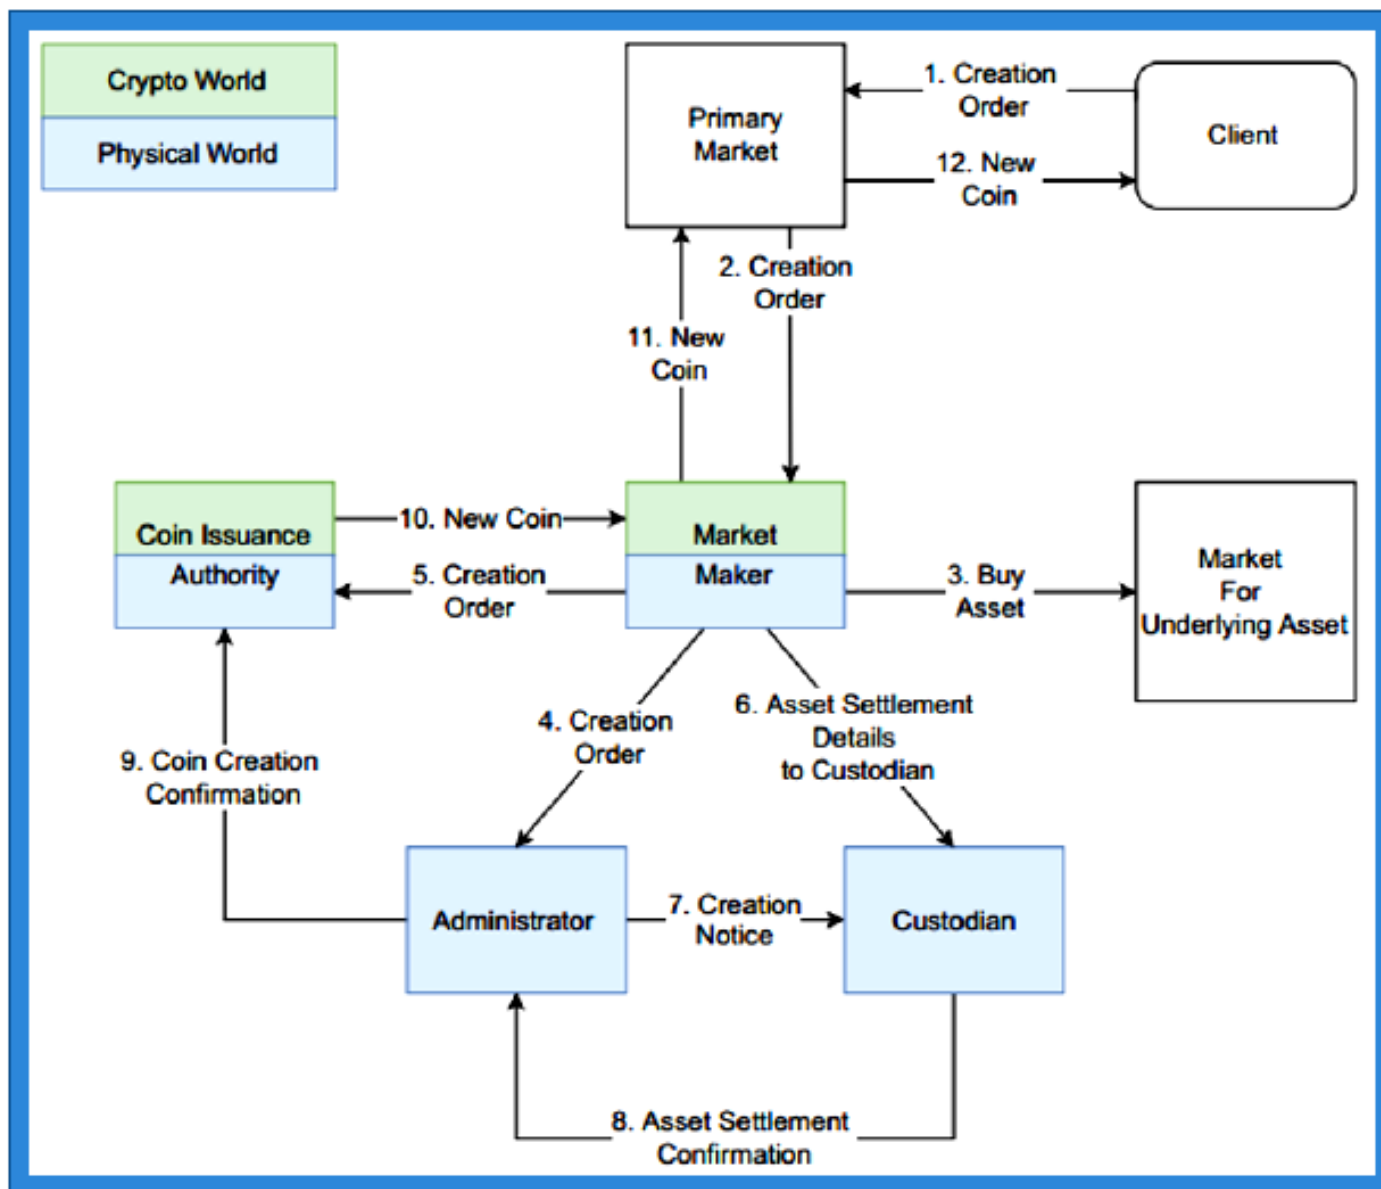 Crypto World
Physical World
Primary
Market
1. Creation
Order
Client
12. New
Coin
2. Creation
Order
11. New
Coin
Coin Issuance
Authority
10. New Coin
5. Creation
Order
Market
Maker
3. Buy
Asset
Market
For
Underlying Asset
4. Creation
Order
6. Asset Settlement
Details
to Custodian
9. Coin Creation
Confirmation
Administrator
7. Creation
Notice
Custodian
8. Asset Settlement
Confirmation